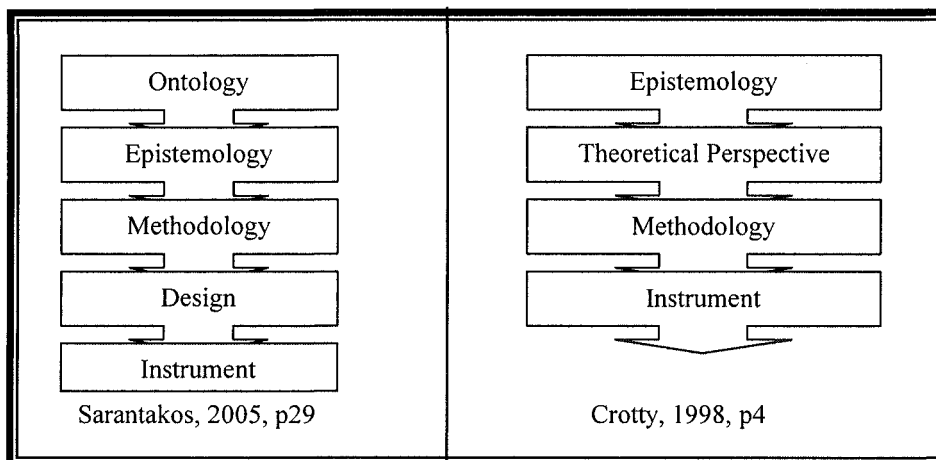 Ontology
Epistemology
Methodology
Design
Instrument
Sarantakos, 2005, p29
Epistemology
Theoretical Perspective
Methodology
Instrument
Crotty, 1998, p4